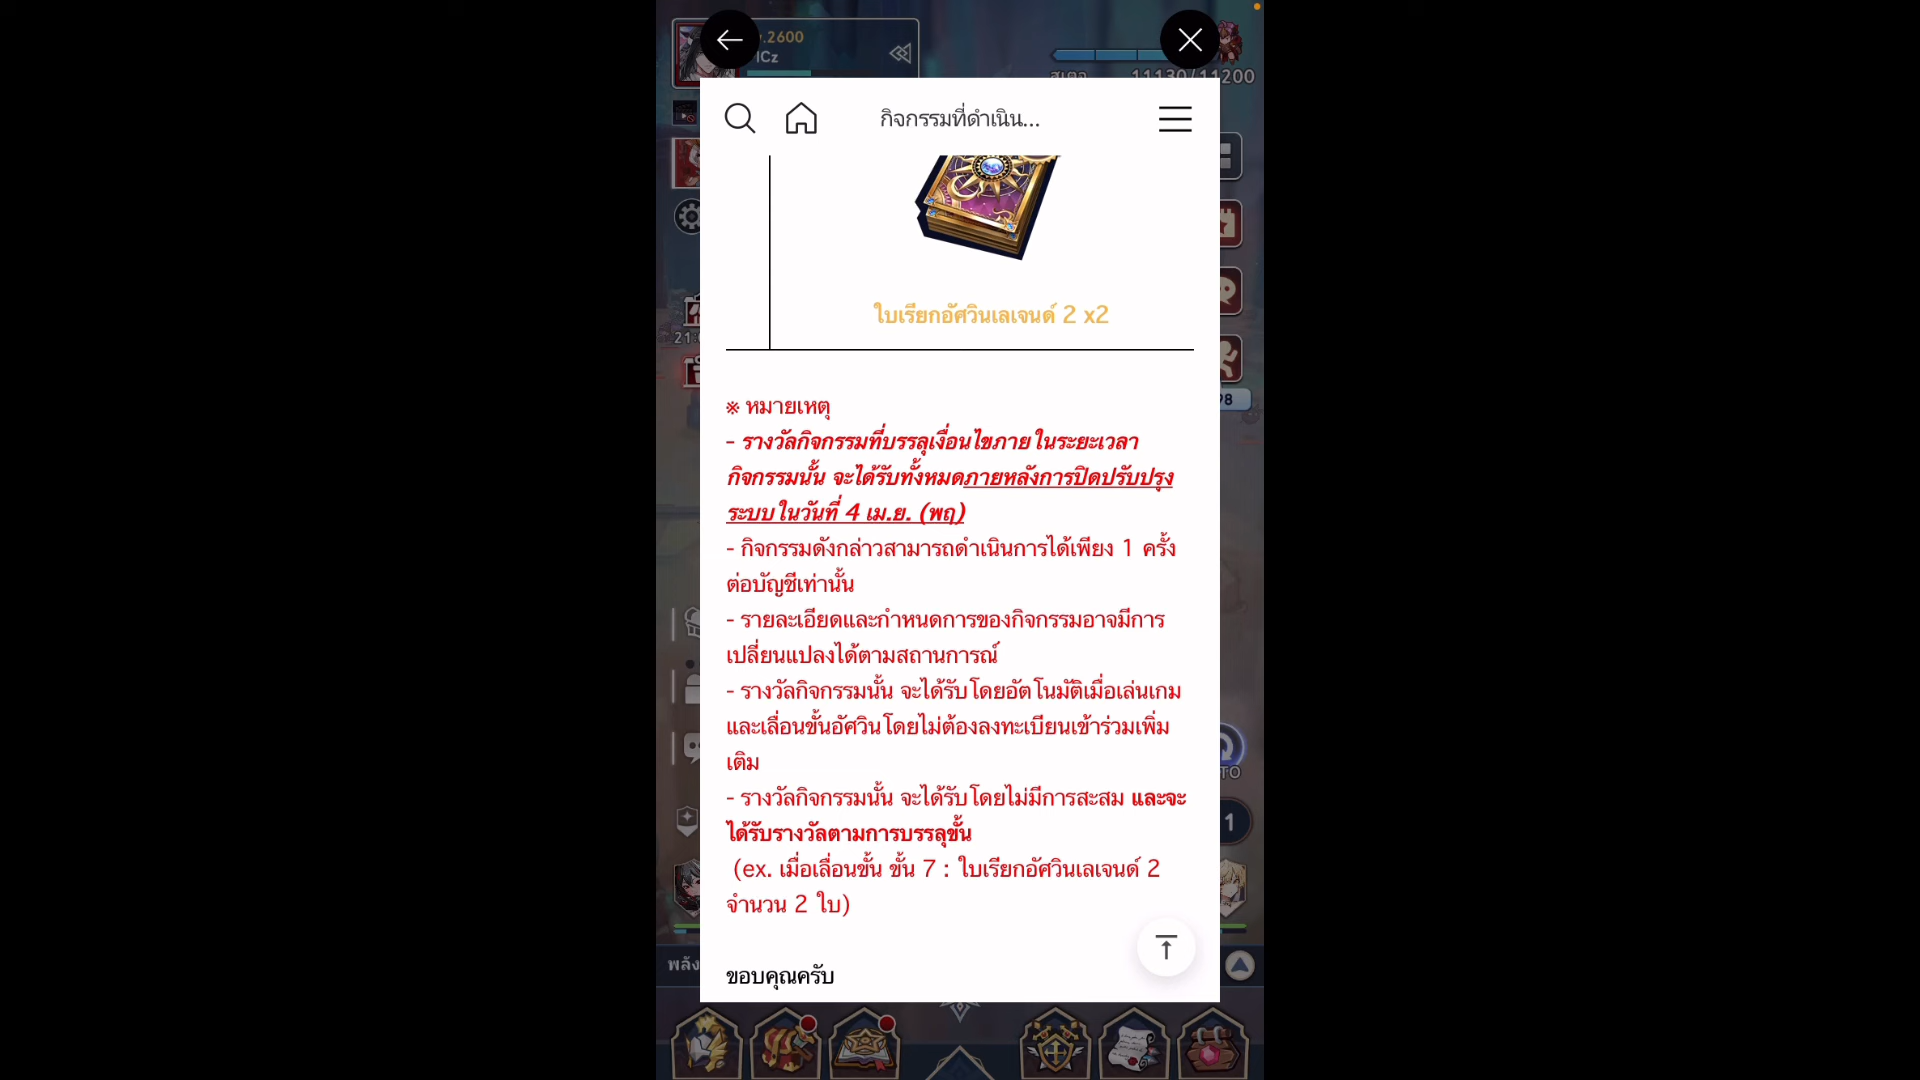 .2600
ICz
สเตจ 11130/11200
กิจกรรมที่ดำเนิน...
ใบเรียกอัศวินเลเจนด์ 2 x2
※ หมายเหตุ
- รางวัลกิจกรรมที่บรรลุเงื่อนไขภายในระยะเวลา
กิจกรรมนั้น จะได้รับทั้งหมดภายหลังการปิดปรับปรุง
ระบบในวันที่ 4 เม.ย. (พฤ)
- กิจกรรมดังกล่าวสามารถดำเนินการได้เพียง 1 ครั้ง
ต่อบัญชีเท่านั้น
- รายละเอียดและกำหนดการของกิจกรรมอาจมีการ
เปลี่ยนแปลงได้ตามสถานการณ์
- รางวัลกิจกรรมนั้น จะได้รับโดยอัตโนมัติเมื่อเล่นเกม
และเลื่อนขั้นอัศวินโดยไม่ต้องลงทะเบียนเข้าร่วมเพิ่ม
เติม
- รางวัลกิจกรรมนั้น จะได้รับโดยไม่มีการสะสม และจะ
ได้รับรางวัลตามการบรรลุขั้น
(ex. เมื่อเลื่อนขั้น ขั้น 7 : ใบเรียกอัศวินเลเจนด์ 2
จำนวน 2 ใบ)
ขอบคุณครับ
1
พลัง